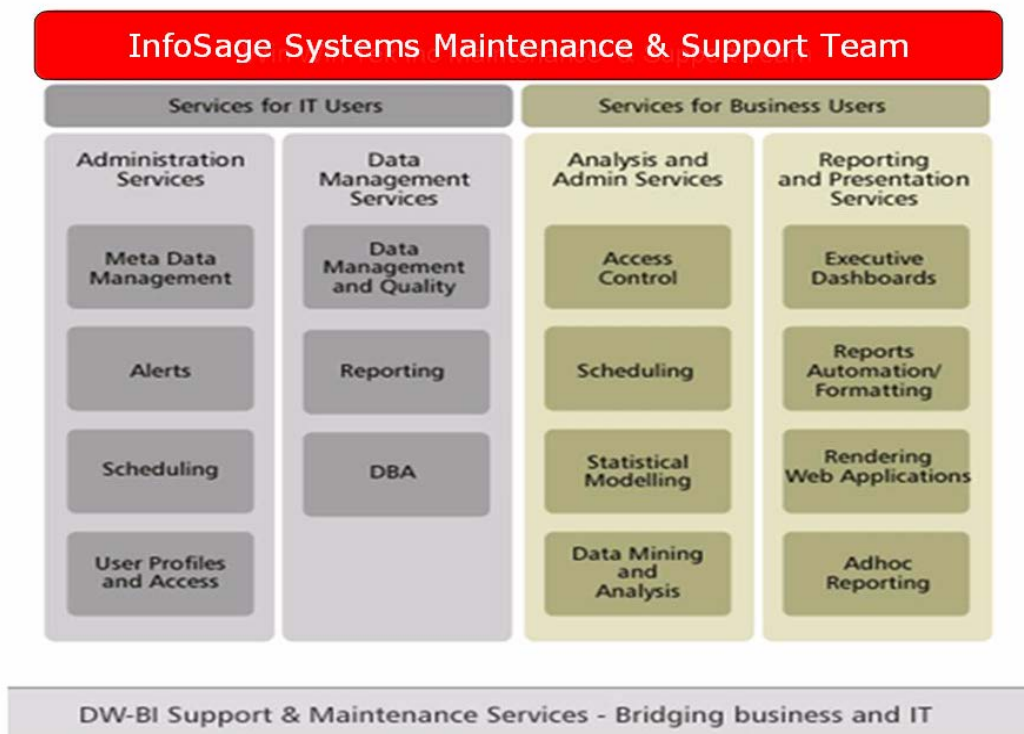 InfoSage Systems Maintenance & Support Team
Services for IT Users
Services for Business Users
Administration
Services
Meta Data
Management
Alerts
Scheduling
User Profiles
and Access
Data
Management
Services
Data
Management
and Quality
Reporting
DBA
Analysis and
Admin Services
Access
Control
Scheduling
Statistical
Modelling
Data Mining
and
Analysis
Reporting
and Presentation
Services
Executive
Dashboards
Reports
Automation/
Formatting
Rendering
Web Applications
Adhoc
Reporting
DW-BI Support & Maintenance Services - Bridging business and IT